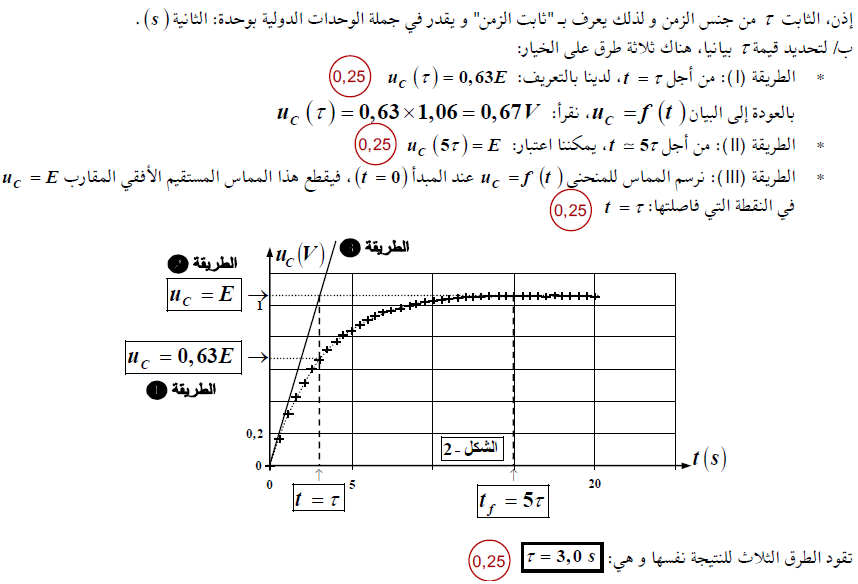 إذن، الثابت τ من جنس الزمن و لذلك يعرف بـ "ثابت الزمن" و يقدر في جملة الوحدات الدولية بوحدة: الثانية (s) .
ب/ لتحديد قيمة τ بيانيا، هناك ثلاثة طرق على الخيار:
* الطريقة (I): من أجل t = τ، لدينا بالتعريف: u_C (τ) = 0,63E 0,25
بالعودة إلى البيان u_C = f (t)، نقرأ: u_C (τ) = 0,63×1,06 = 0,67V
* الطريقة (II): من أجل t ≃ 5τ، يمكننا اعتبار: u_C (5τ) = E 0,25
* الطريقة (III): نرسم المماس للمنحنى u_C = f (t) عند المبدأ (t = 0)، فيقطع هذا المماس المستقيم الأفقي المقارب u_C = E
في النقطة التي فاصلتها: t = τ 0,25
u_C (V)
الطريقة 3
الطريقة 2
u_C = E
1
u_C = 0,63E
الطريقة 1
0,2
الشكل - 2
0
t (s)
0 5 20
t = τ
t_f = 5τ
تقود الطرق الثلاث للنتيجة نفسها و هي: τ = 3,0 s 0,25